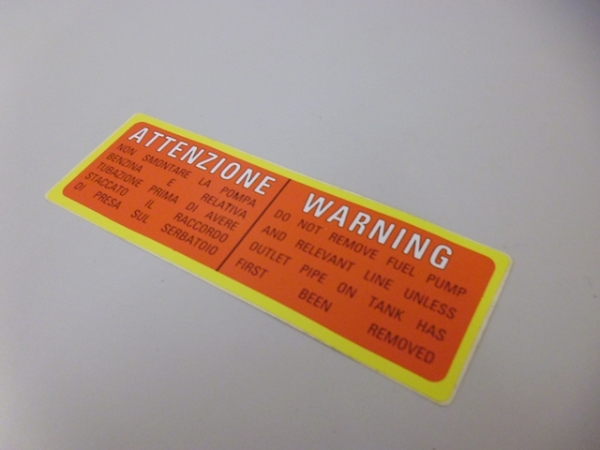 ATTENZIONE
NON SMONTARE LA POMPA
BENZINA E RELATIVA
TUBAZIONE PRIMA DI AVERE
STACCATO IL RACCORDO
DI PRESA SUL SERBATOIO
WARNING
DO NOT REMOVE FUEL PUMP
AND RELEVANT LINE UNLESS
OUTLET PIPE ON TANK HAS
FIRST BEEN REMOVED